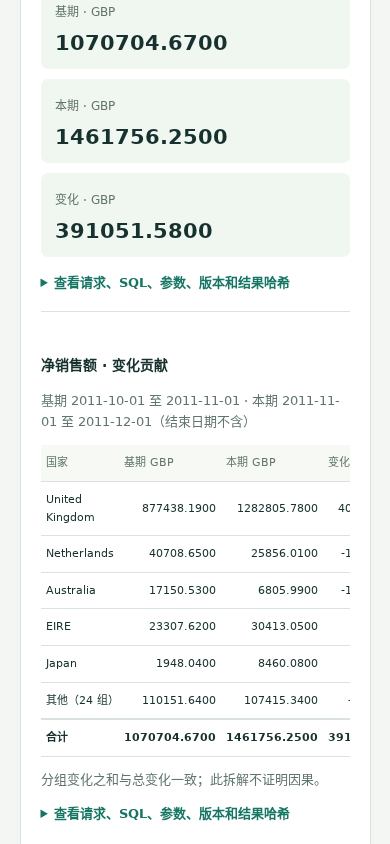 基期 · GBP
1070704.6700
本期 · GBP
1461756.2500
变化 · GBP
391051.5800
▶ 查看请求、SQL、参数、版本和结果哈希
净销售额 · 变化贡献
基期 2011-10-01 至 2011-11-01 · 本期 2011-11-
01 至 2011-12-01（结束日期不含）
国家 基期 GBP 本期 GBP 变化
United
Kingdom 877438.1900 1282805.7800 40
Netherlands 40708.6500 25856.0100 -1
Australia 17150.5300 6805.9900 -1
EIRE 23307.6200 30413.0500
Japan 1948.0400 8460.0800
其他（24 组） 110151.6400 107415.3400 -
合计 1070704.6700 1461756.2500 391
分组变化之和与总变化一致；此拆解不证明因果。
▶ 查看请求、SQL、参数、版本和结果哈希